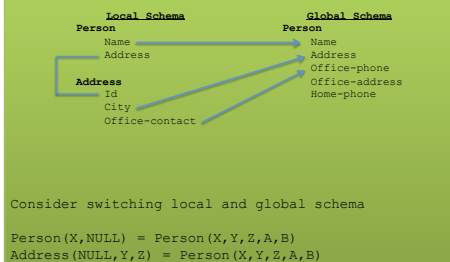 Local Schema Global Schema
Person Person
Name Name
Address Address
Office-phone
Address Office-address
Id Home-phone
City
Office-contact
Consider switching local and global schema
Person(X,NULL) = Person(X,Y,Z,A,B)
Address(NULL,Y,Z) = Person(X,Y,Z,A,B)